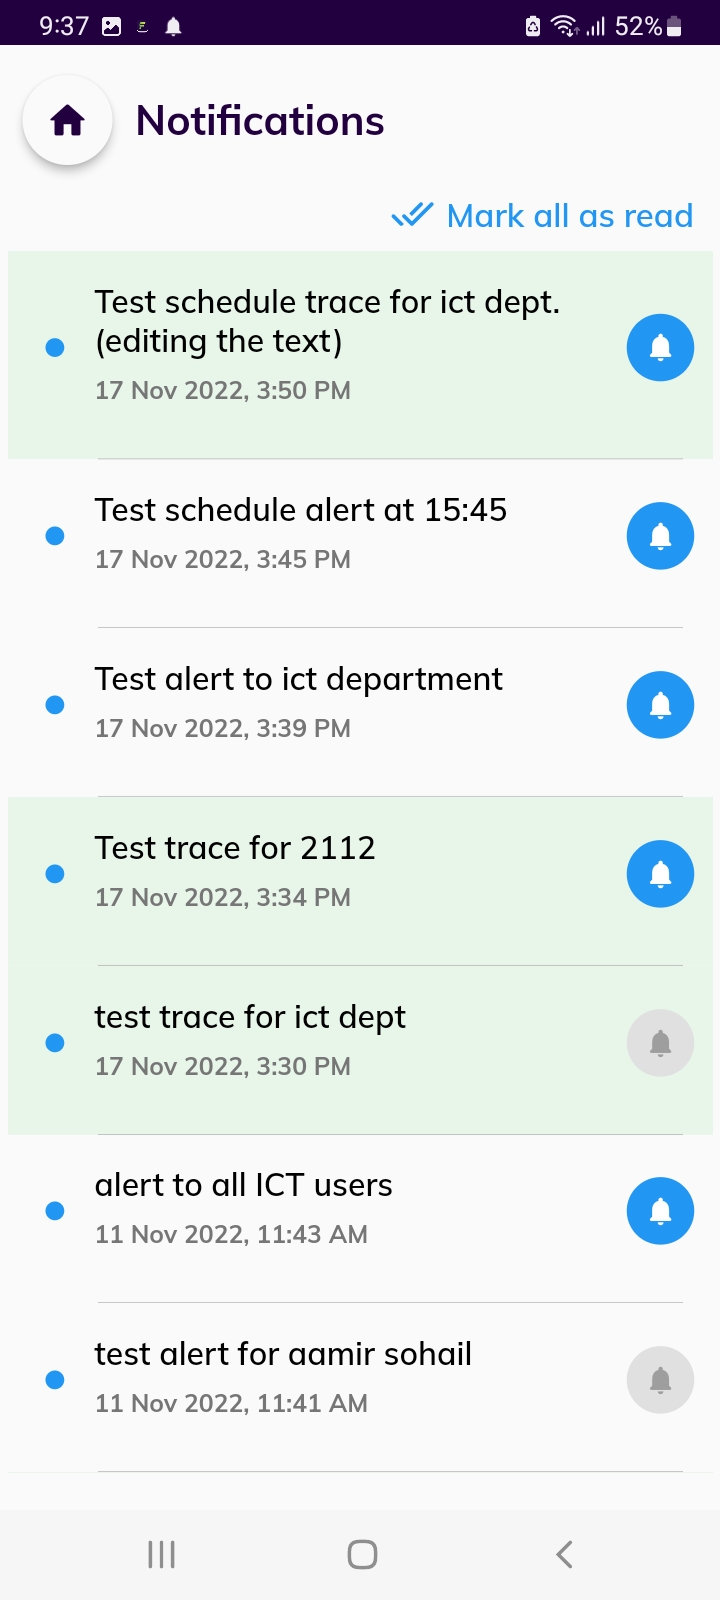 9:37
52%
Notifications
Mark all as read
Test schedule trace for ict dept.
(editing the text)
17 Nov 2022, 3:50 PM
Test schedule alert at 15:45
17 Nov 2022, 3:45 PM
Test alert to ict department
17 Nov 2022, 3:39 PM
Test trace for 2112
17 Nov 2022, 3:34 PM
test trace for ict dept
17 Nov 2022, 3:30 PM
alert to all ICT users
11 Nov 2022, 11:43 AM
test alert for aamir sohail
11 Nov 2022, 11:41 AM